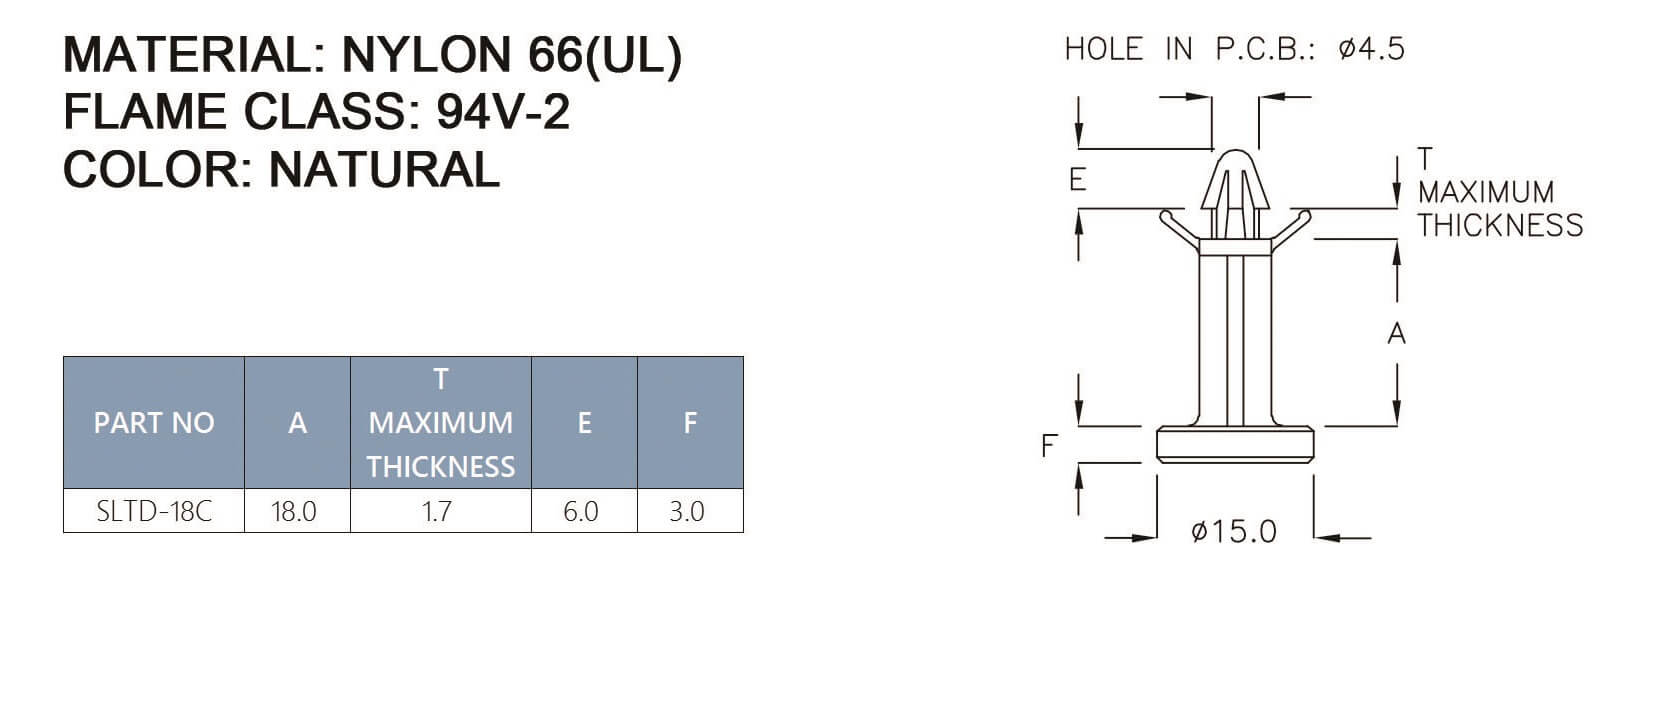 MATERIAL: NYLON 66(UL)
FLAME CLASS: 94V-2
COLOR: NATURAL
PART NO A T MAXIMUM THICKNESS E F
SLTD-18C 18.0 1.7 6.0 3.0
HOLE IN P.C.B.: ø4.5
E
T
MAXIMUM
THICKNESS
A
F
ø15.0